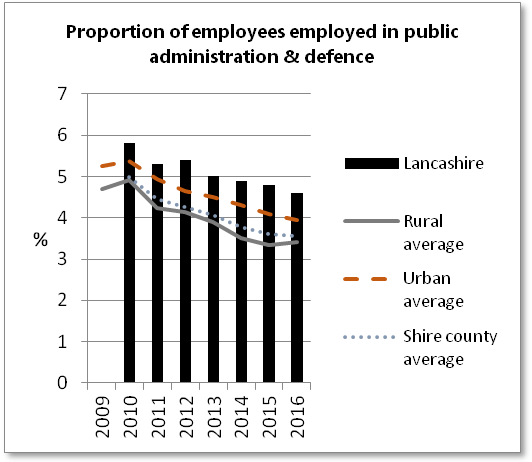 Proportion of employees employed in public
administration & defence
7
6
5
4
3
2
1
0
%
2009
2010
2011
2012
2013
2014
2015
2016
Lancashire
Rural
average
Urban
average
Shire county
average